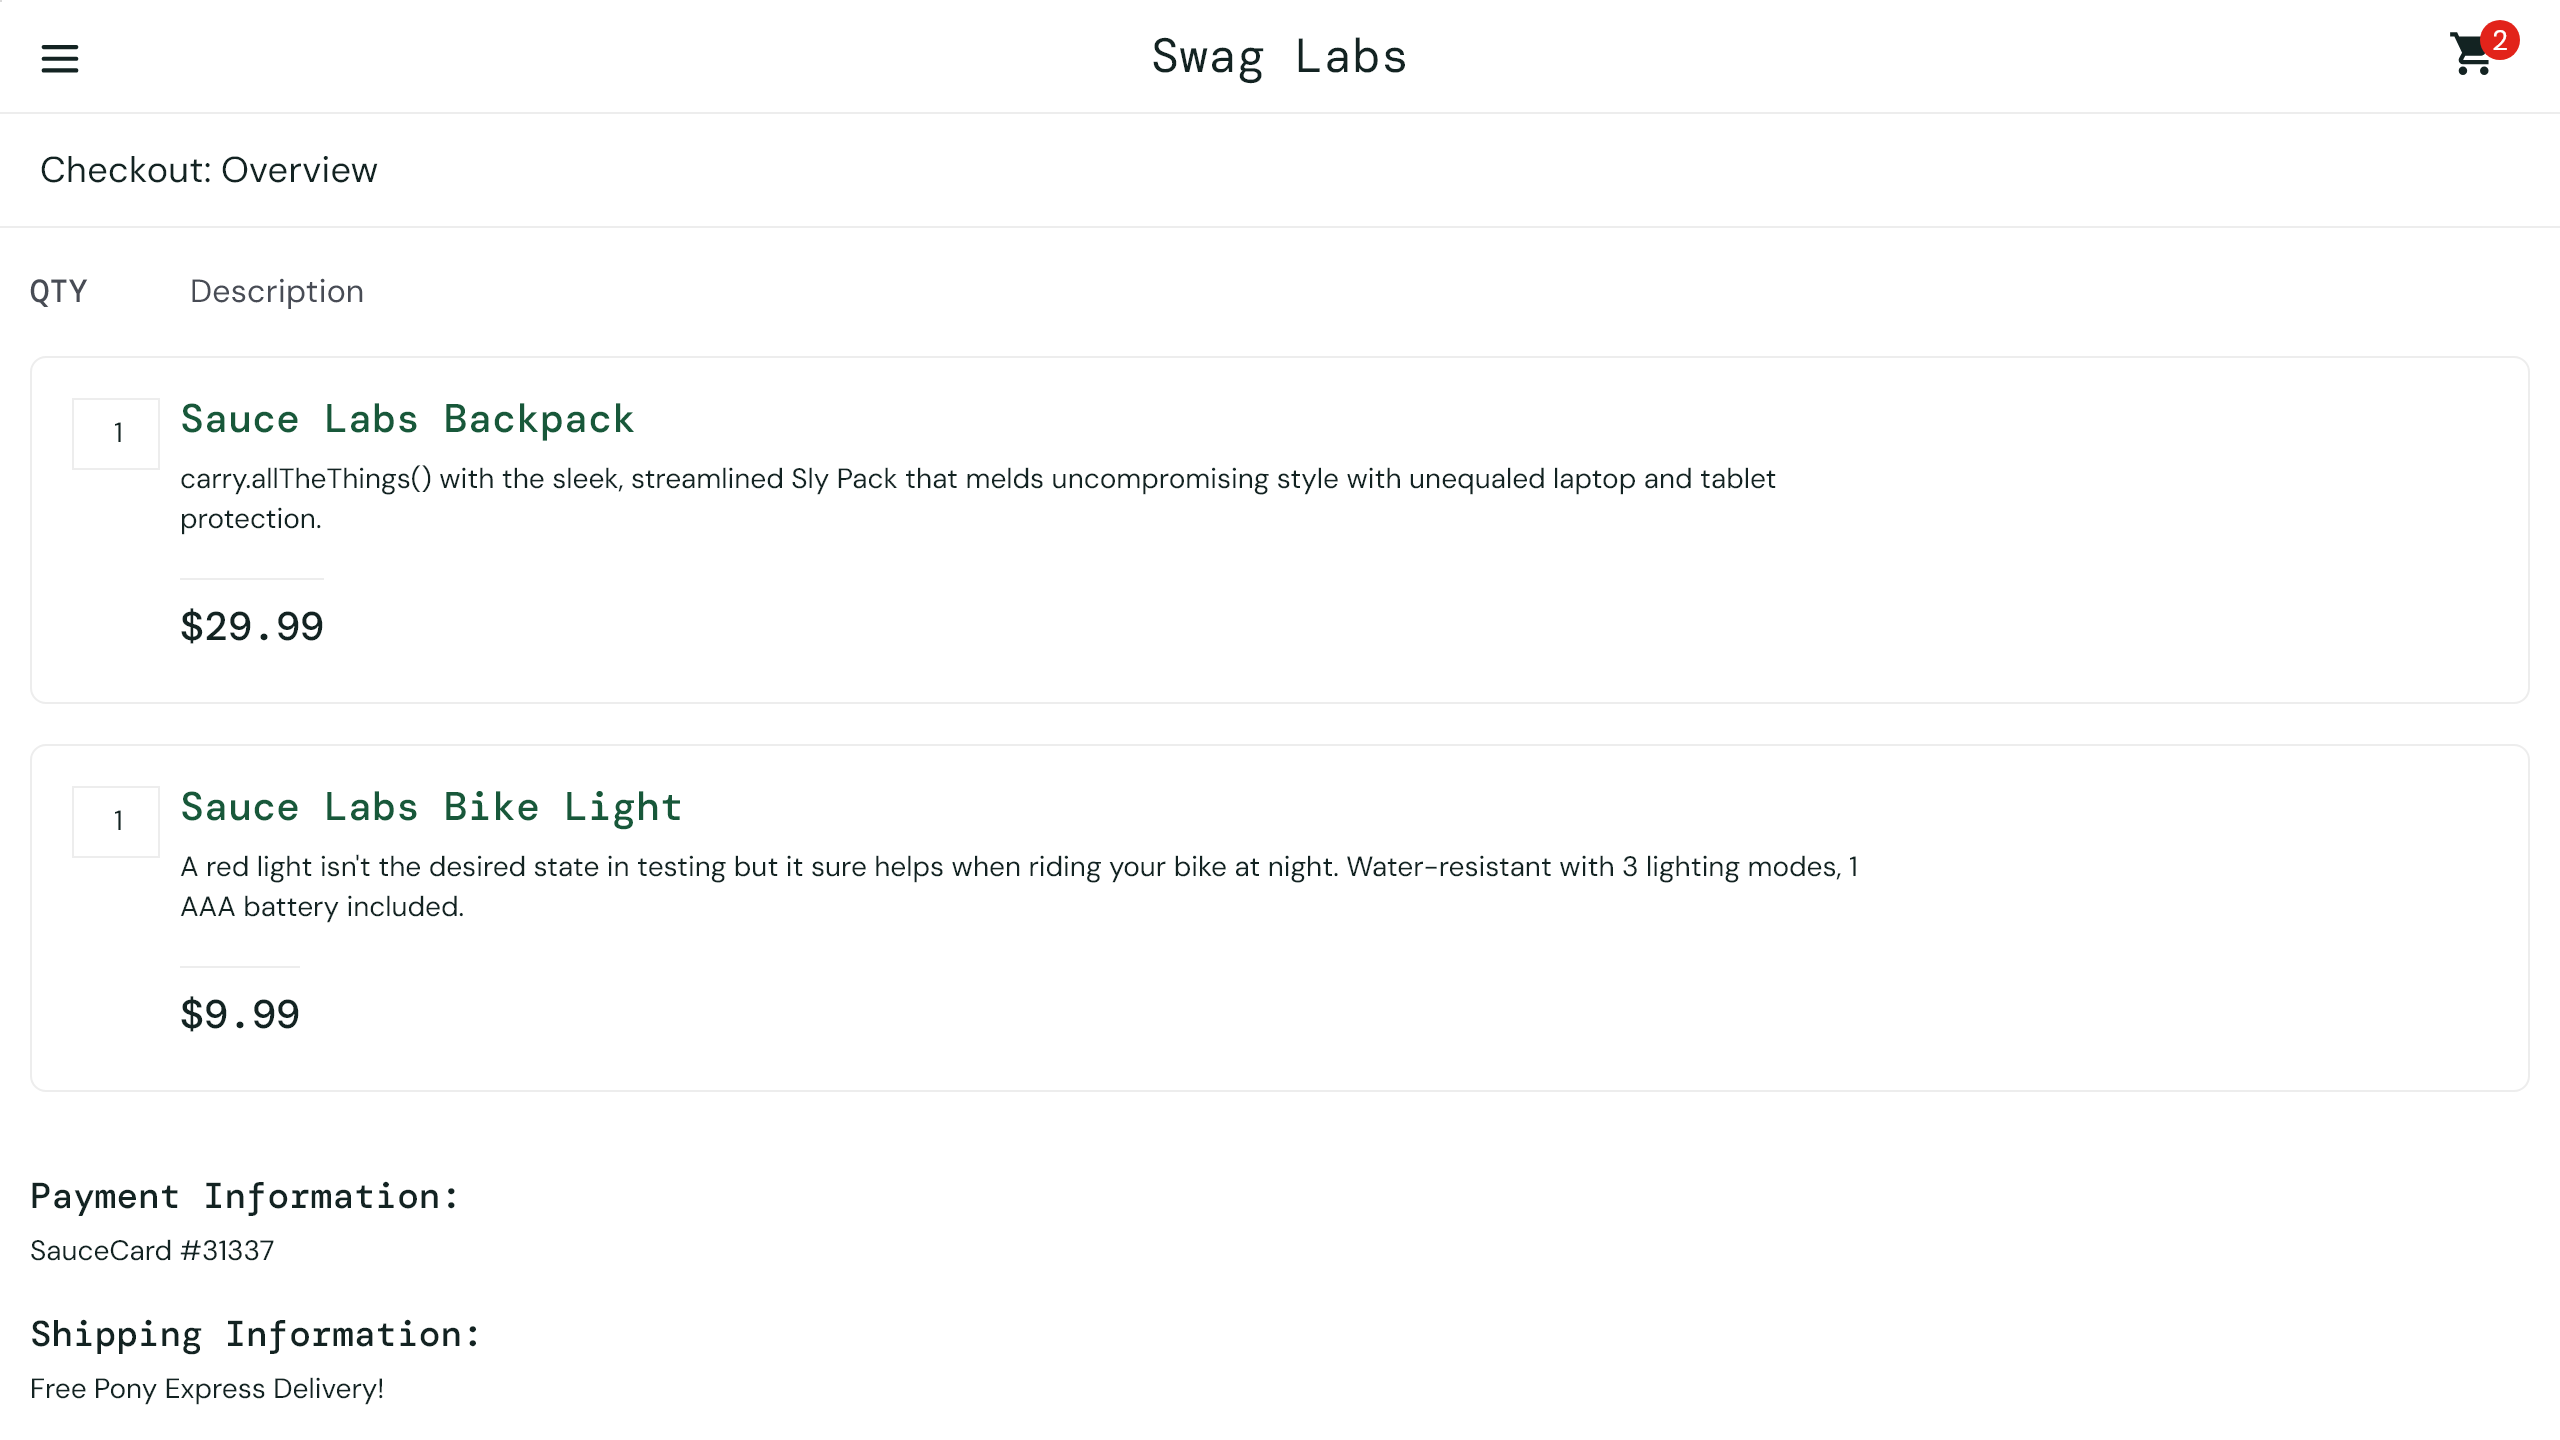 Swag Labs
2
Checkout: Overview
QTY Description
1
Sauce Labs Backpack
carry.allTheThings() with the sleek, streamlined Sly Pack that melds uncompromising style with unequaled laptop and tablet
protection.
$29.99
1
Sauce Labs Bike Light
A red light isn't the desired state in testing but it sure helps when riding your bike at night. Water-resistant with 3 lighting modes, 1
AAA battery included.
$9.99
Payment Information:
SauceCard #31337
Shipping Information:
Free Pony Express Delivery!